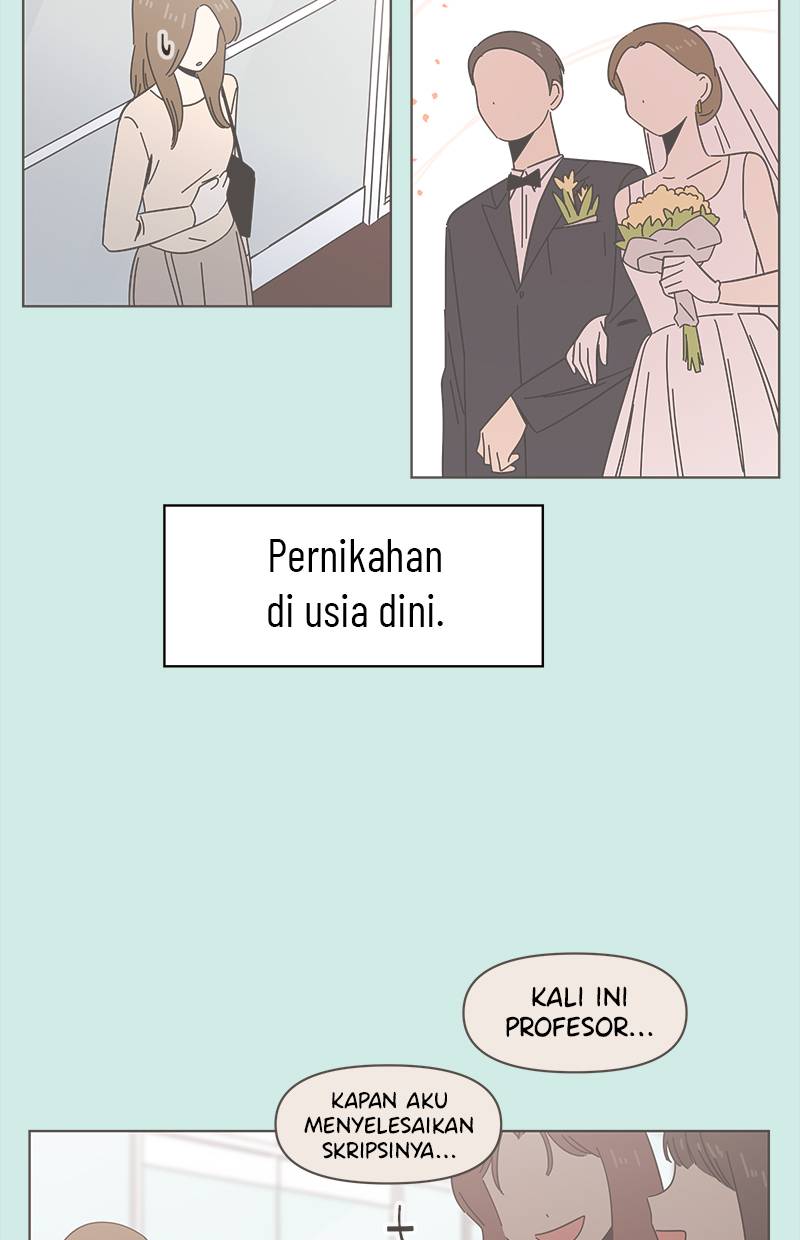 Pernikahan
di usia dini.
KALI INI
PROFESOR...
KAPAN AKU
MENYELESAIKAN
SKRIPSINYA...